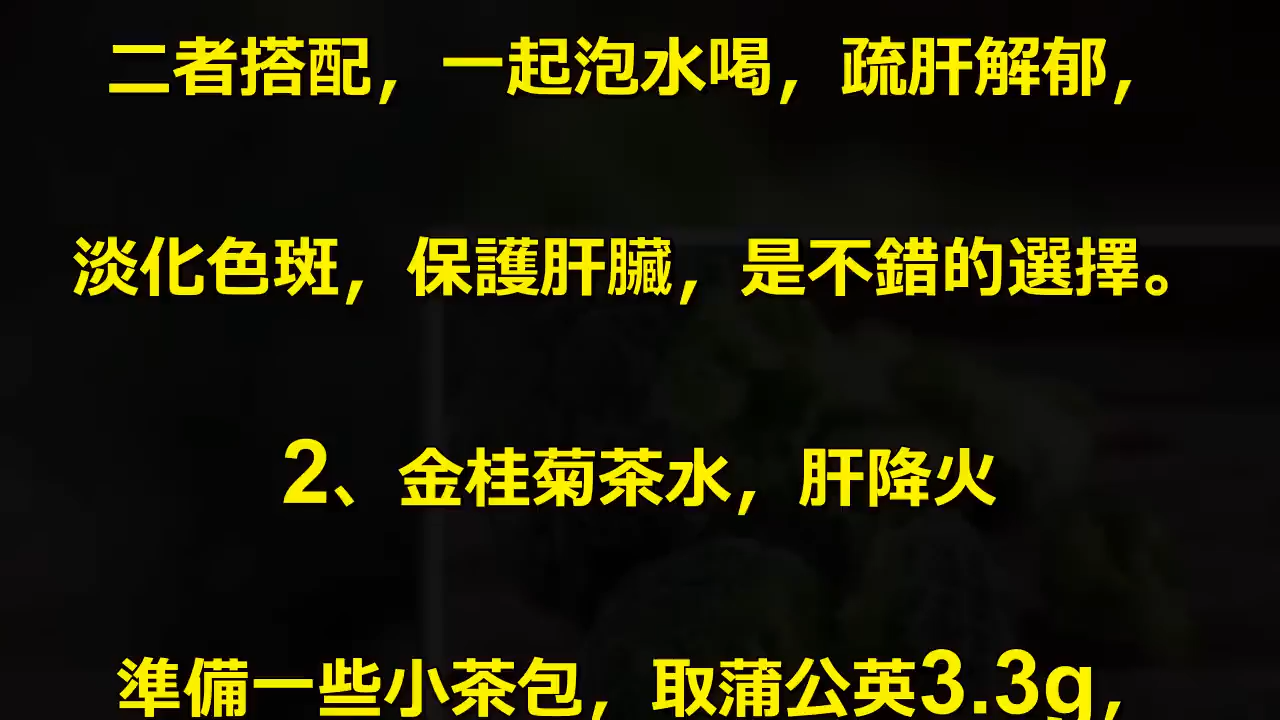 二者搭配，一起泡水喝，疏肝解郁，
淡化色斑，保護肝臟，是不錯的選擇。
2、金桂菊茶水，肝降火
準備一些小茶包，取蒲公英3.3g，